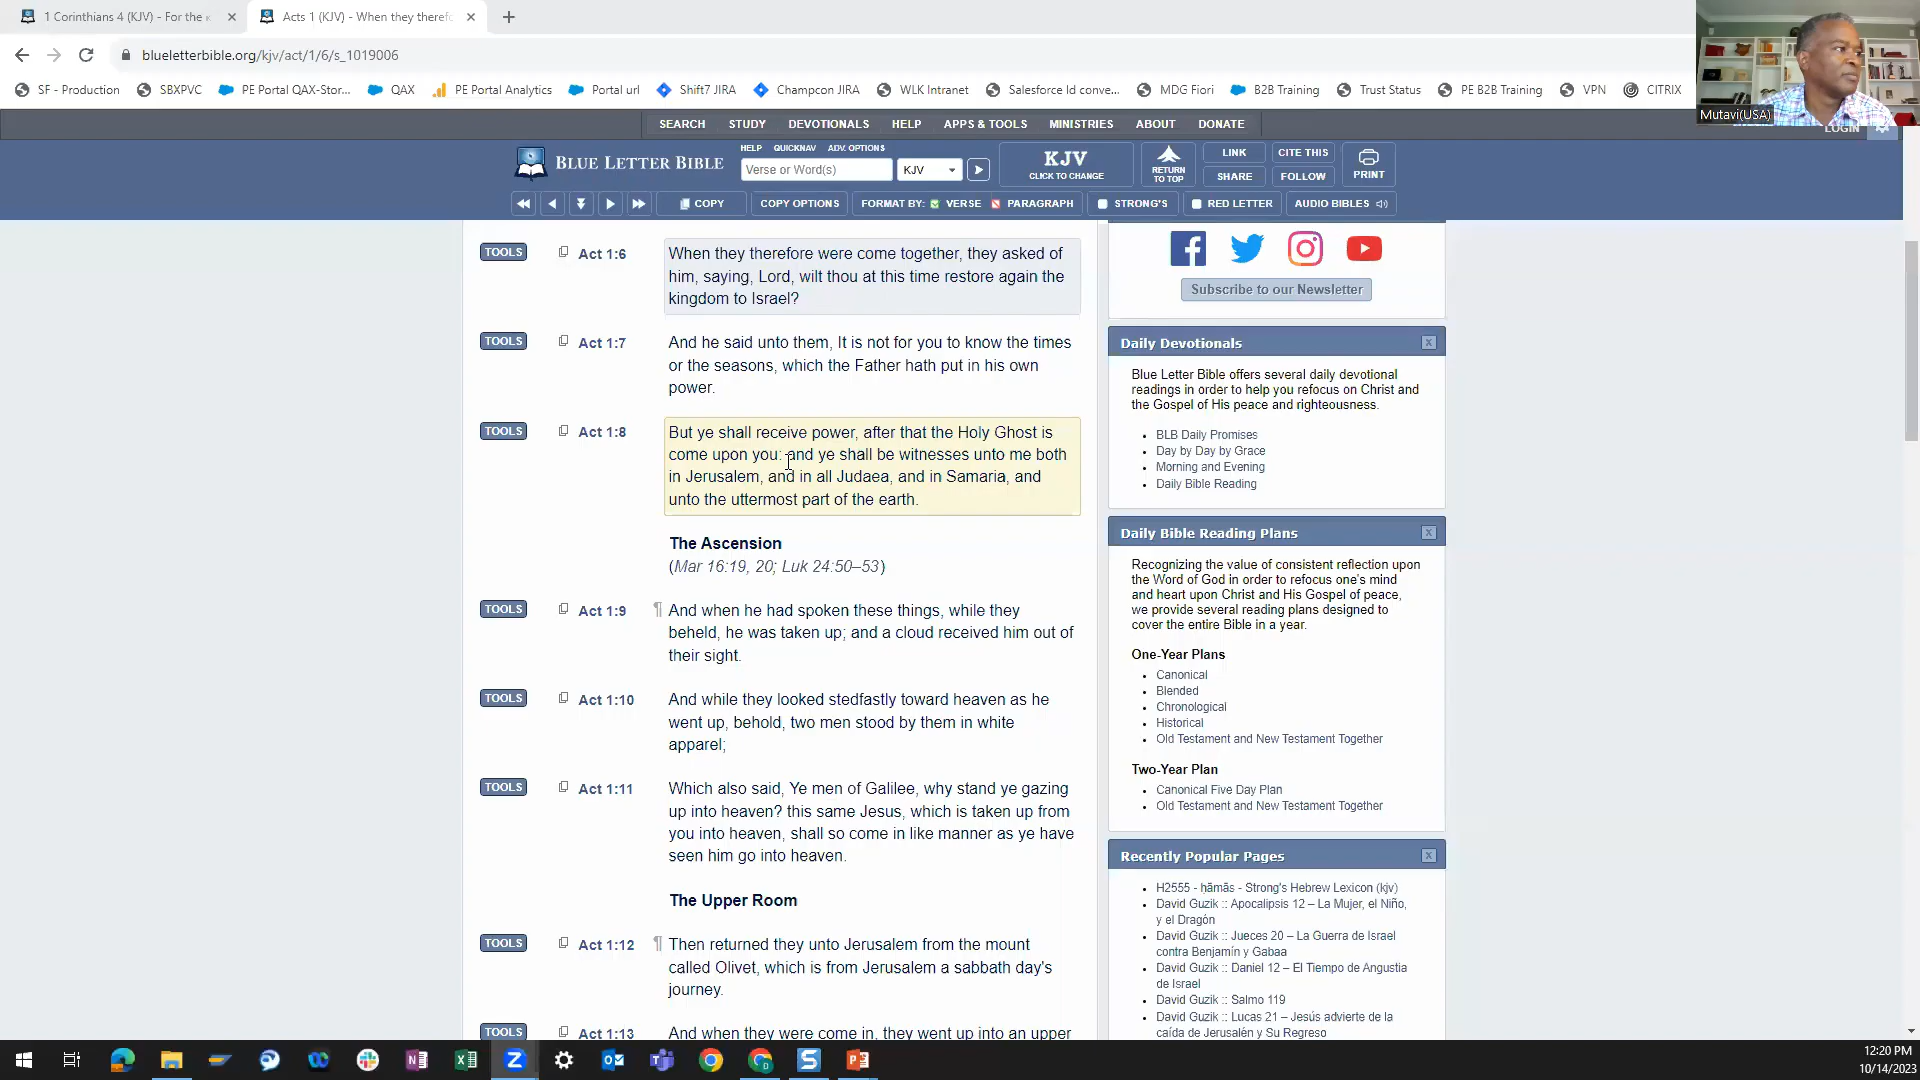 1 Corinthians 4 (KJV) - For the k
Acts 1 (KJV) - When they therefo
blueletterbible.org/kjv/act/1/6/s_1019006
SF - Production
SBXPVC
PE Portal QAX-Stor...
QAX
PE Portal Analytics
Portal url
Shift7 JIRA
Champcon JIRA
WLK Intranet
Salesforce Id conve...
MDG Fiori
B2B Training
Trust Status
PE B2B Training
VPN
CITRIX
Mutavi(USA)
SEARCH STUDY DEVOTIONALS HELP APPS & TOOLS MINISTRIES ABOUT DONATE
LOGIN
BLUE LETTER BIBLE
HELP QUICKNAV ADV. OPTIONS
Verse or Word(s)
KJV
KJV
CLICK TO CHANGE
RETURN
TO TOP
LINK
CITE THIS
SHARE
FOLLOW
PRINT
COPY
COPY OPTIONS
FORMAT BY: VERSE PARAGRAPH
STRONG'S
RED LETTER
AUDIO BIBLES
TOOLS
Act 1:6
When they therefore were come together, they asked of
him, saying, Lord, wilt thou at this time restore again the
kingdom to Israel?
TOOLS
Act 1:7
And he said unto them, It is not for you to know the times
or the seasons, which the Father hath put in his own
power.
TOOLS
Act 1:8
But ye shall receive power, after that the Holy Ghost is
come upon you: and ye shall be witnesses unto me both
in Jerusalem, and in all Judaea, and in Samaria, and
unto the uttermost part of the earth.
The Ascension
(Mar 16:19, 20; Luk 24:50–53)
TOOLS
Act 1:9
¶ And when he had spoken these things, while they
beheld, he was taken up; and a cloud received him out of
their sight.
TOOLS
Act 1:10
And while they looked stedfastly toward heaven as he
went up, behold, two men stood by them in white
apparel;
TOOLS
Act 1:11
Which also said, Ye men of Galilee, why stand ye gazing
up into heaven? this same Jesus, which is taken up from
you into heaven, shall so come in like manner as ye have
seen him go into heaven.
The Upper Room
TOOLS
Act 1:12
¶ Then returned they unto Jerusalem from the mount
called Olivet, which is from Jerusalem a sabbath day's
journey.
TOOLS
Act 1:13
And when they were come in, they went up into an upper
Subscribe to our Newsletter
Daily Devotionals
Blue Letter Bible offers several daily devotional
readings in order to help you refocus on Christ and
the Gospel of His peace and righteousness.
BLB Daily Promises
Day by Day by Grace
Morning and Evening
Daily Bible Reading
Daily Bible Reading Plans
Recognizing the value of consistent reflection upon
the Word of God in order to refocus one's mind
and heart upon Christ and His Gospel of peace,
we provide several reading plans designed to
cover the entire Bible in a year.
One-Year Plans
Canonical
Blended
Chronological
Historical
Old Testament and New Testament Together
Two-Year Plan
Canonical Five Day Plan
Old Testament and New Testament Together
Recently Popular Pages
H2555 - ḥāmās - Strong's Hebrew Lexicon (kjv)
David Guzik :: Apocalipsis 12 – La Mujer, el Niño,
y el Dragón
David Guzik :: Jueces 20 – La Guerra de Israel
contra Benjamín y Gabaa
David Guzik :: Daniel 12 – El Tiempo de Angustia
de Israel
David Guzik :: Salmo 119
David Guzik :: Lucas 21 – Jesús advierte de la
caída de Jerusalén y Su Regreso
12:20 PM
10/14/2023